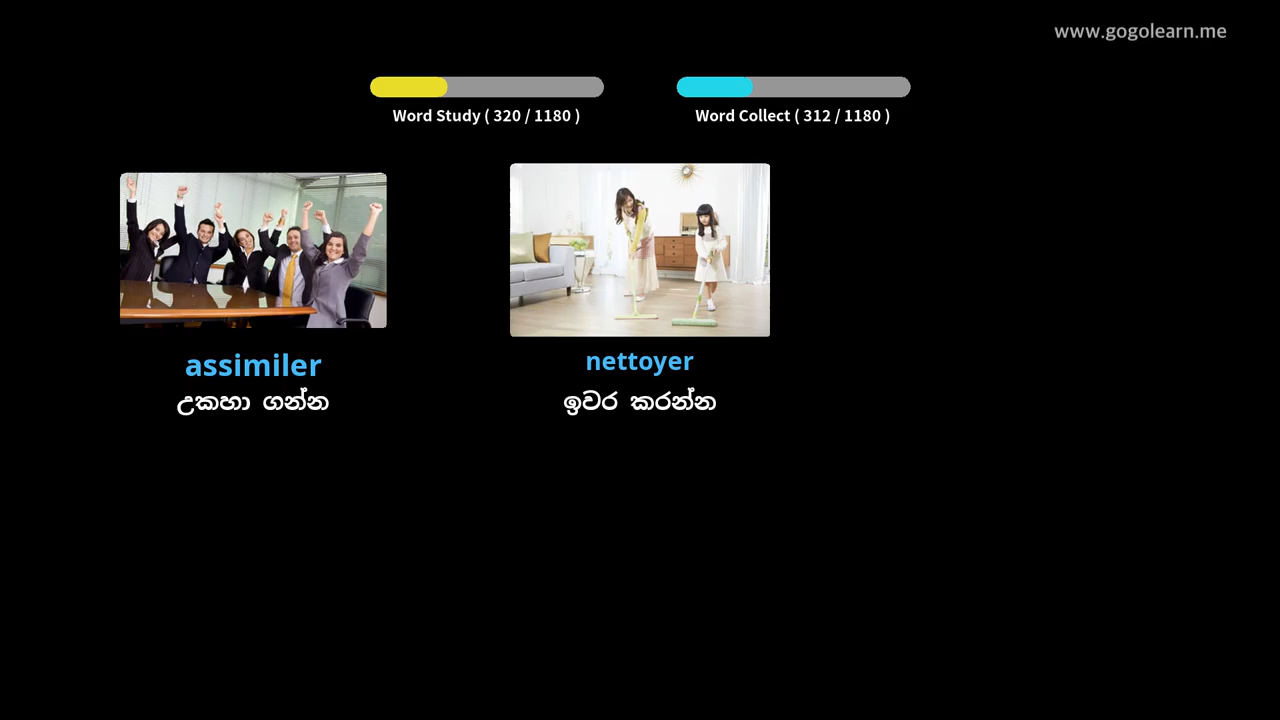 www.gogolearn.me
Word Study ( 320 / 1180 )
Word Collect ( 312 / 1180 )
assimiler
උකහා ගන්න
nettoyer
ඉවර කරන්න